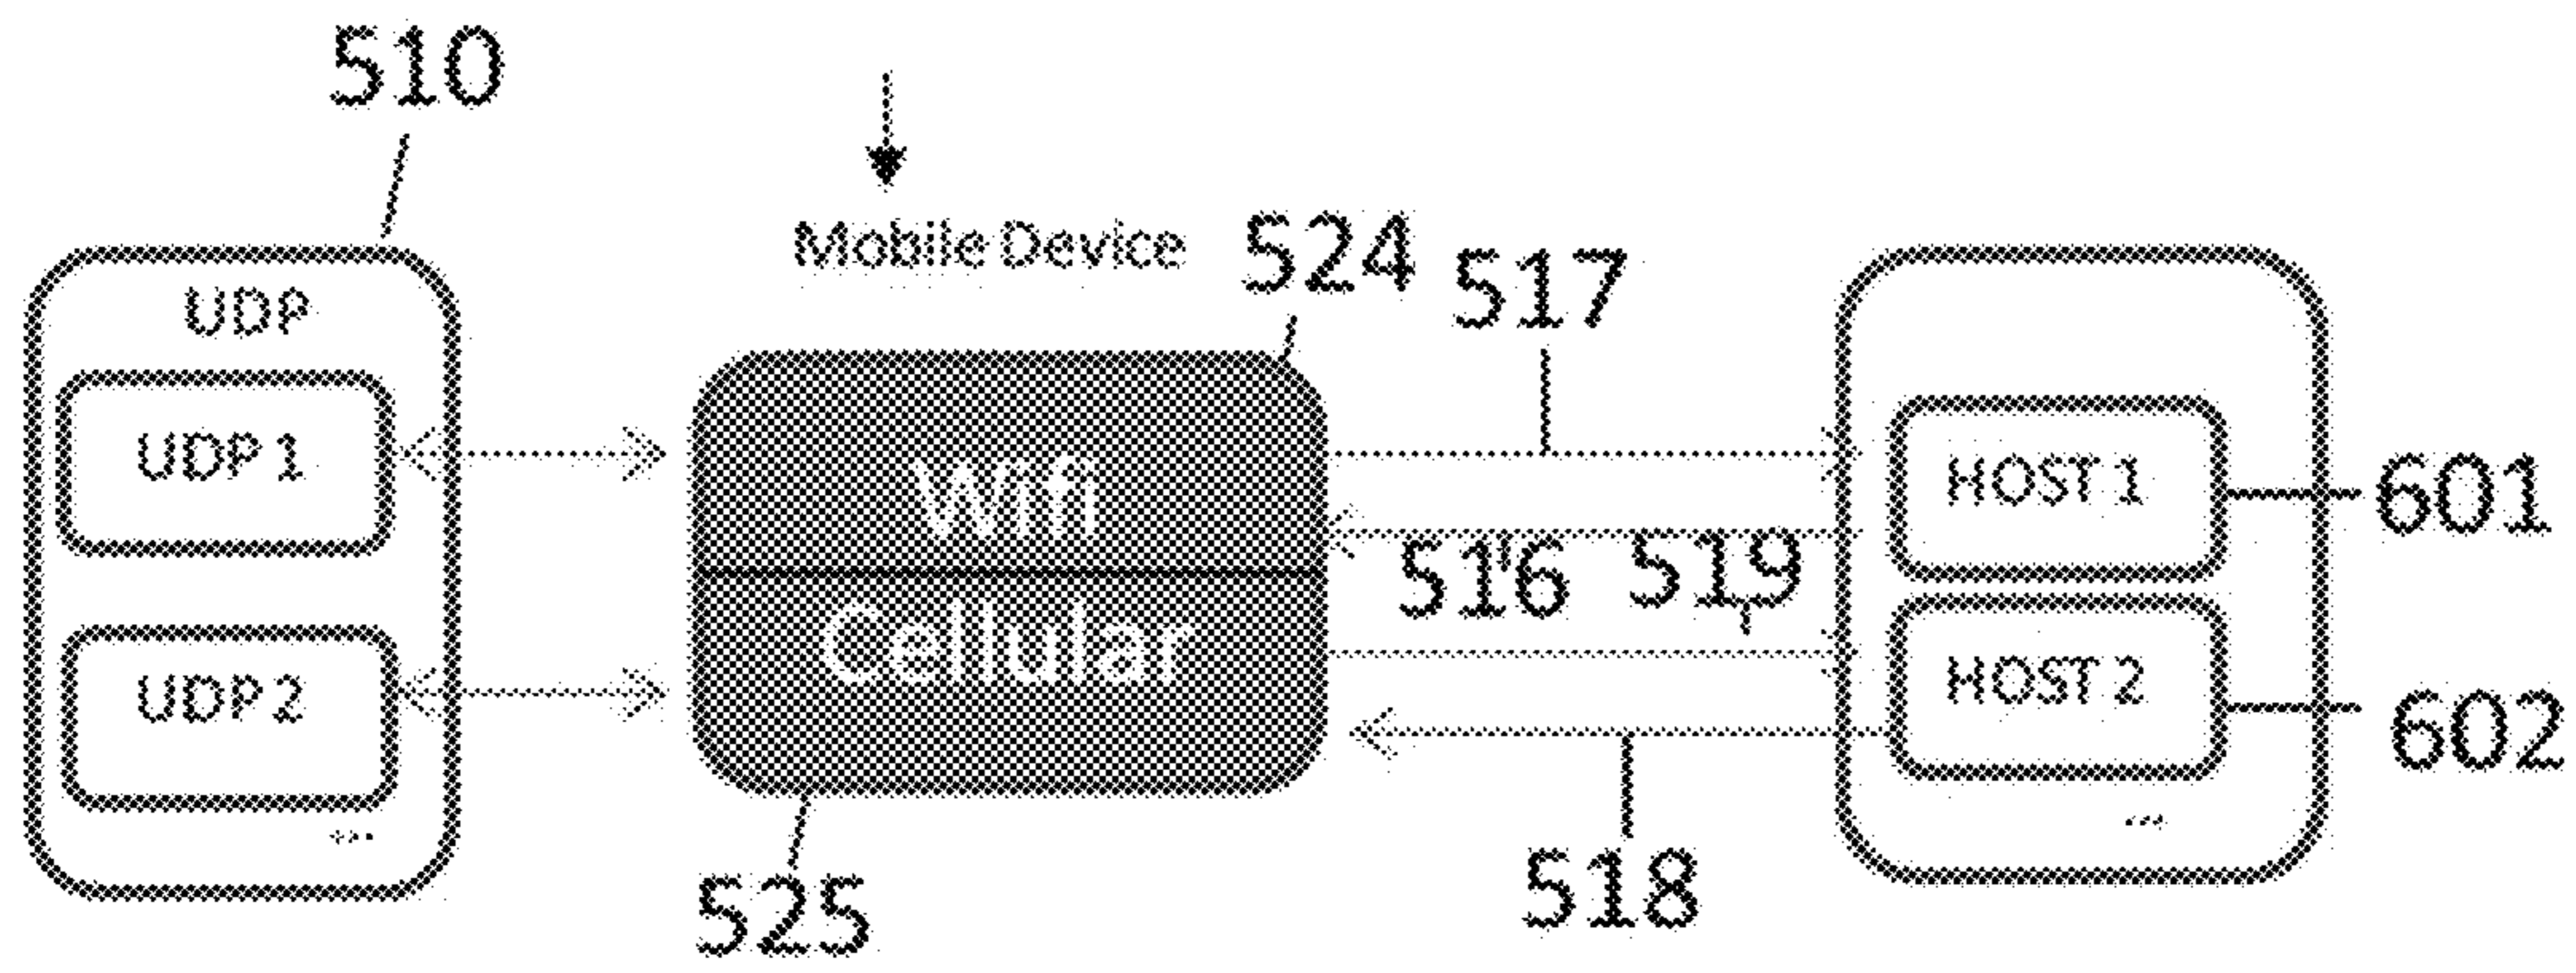 510
Mobile Device
524
517
UDP
UDP 1
Wifi
HOST 1
601
516
519
Cellular
UDP 2
HOST 2
602
...
...
518
525